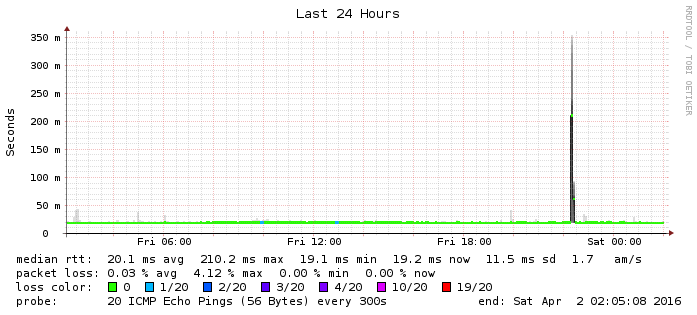 Last 24 Hours
RRDTOOL / TOBI OETIKER
Seconds
350 m
300 m
250 m
200 m
150 m
100 m
50 m
0
Fri 06:00 Fri 12:00 Fri 18:00 Sat 00:00
median rtt: 20.1 ms avg 210.2 ms max 19.1 ms min 19.2 ms now 11.5 ms sd 1.7 am/s
packet loss: 0.03 % avg 4.12 % max 0.00 % min 0.00 % now
loss color: 0 1/20 2/20 3/20 4/20 10/20 19/20
probe: 20 ICMP Echo Pings (56 Bytes) every 300s end: Sat Apr 2 02:05:08 2016